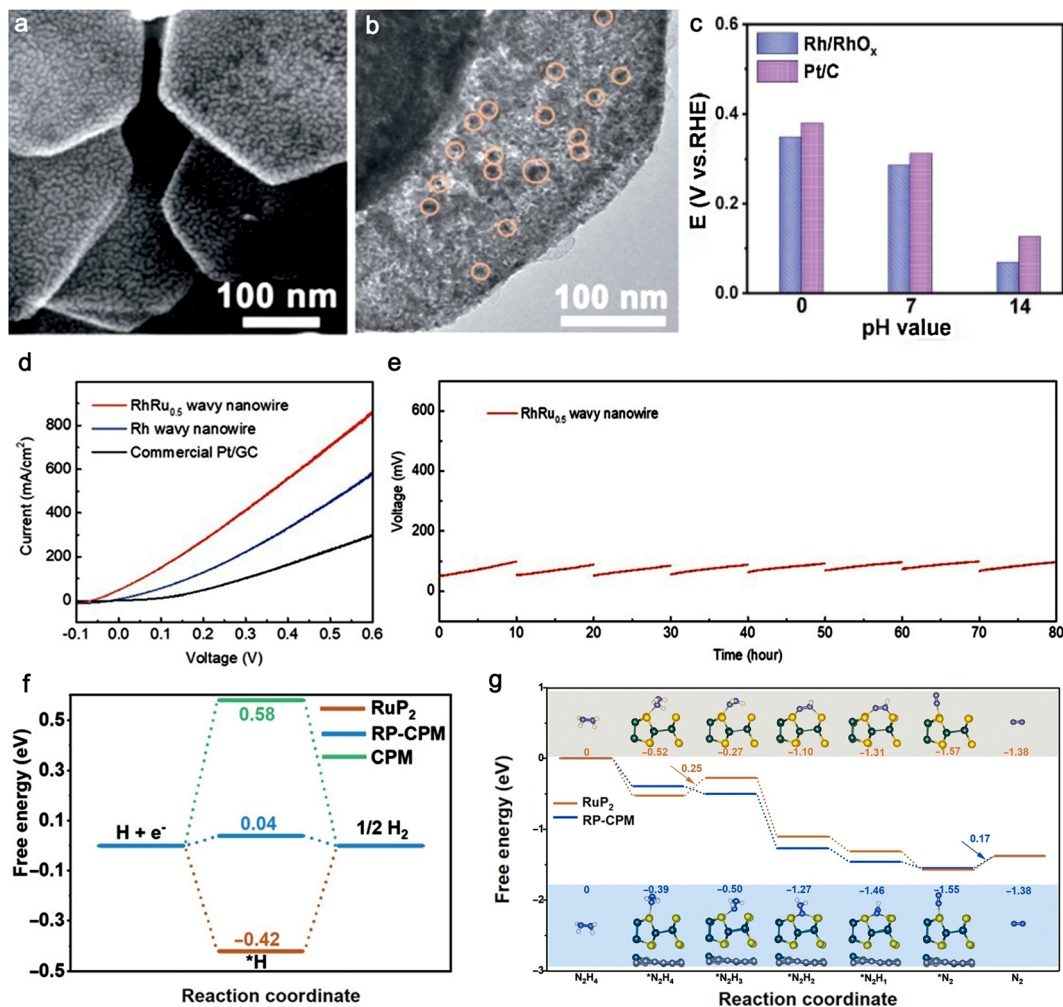 a
100 nm
b
100 nm
c
0.6
0.4
0.2
0.0
E (V vs.RHE)
Rh/RhOₓ
Pt/C
0 7 14
pH value
d
800
600
400
200
0
Current (mA/cm²)
RhRu₀.₅ wavy nanowire
Rh wavy nanowire
Commercial Pt/GC
-0.1 0.0 0.1 0.2 0.3 0.4 0.5 0.6
Voltage (V)
e
600
400
200
0
Voltage (mV)
RhRu₀.₅ wavy nanowire
0 10 20 30 40 50 60 70 80
Time (hour)
f
0.5
0.3
0.1
−0.1
−0.3
−0.5
Free energy (eV)
0.58
RuP₂
RP-CPM
CPM
H + e⁻
0.04
1/2 H₂
−0.42
*H
Reaction coordinate
g
1
0
−1
−2
−3
Free energy (eV)
0 −0.52 −0.27 −1.10 −1.31 −1.57 −1.38
0.25
RuP₂
RP-CPM
0.17
0 −0.39 −0.50 −1.27 −1.46 −1.55 −1.38
N₂H₄ *N₂H₄ *N₂H₃ *N₂H₂ *N₂H₁ *N₂ N₂
Reaction coordinate